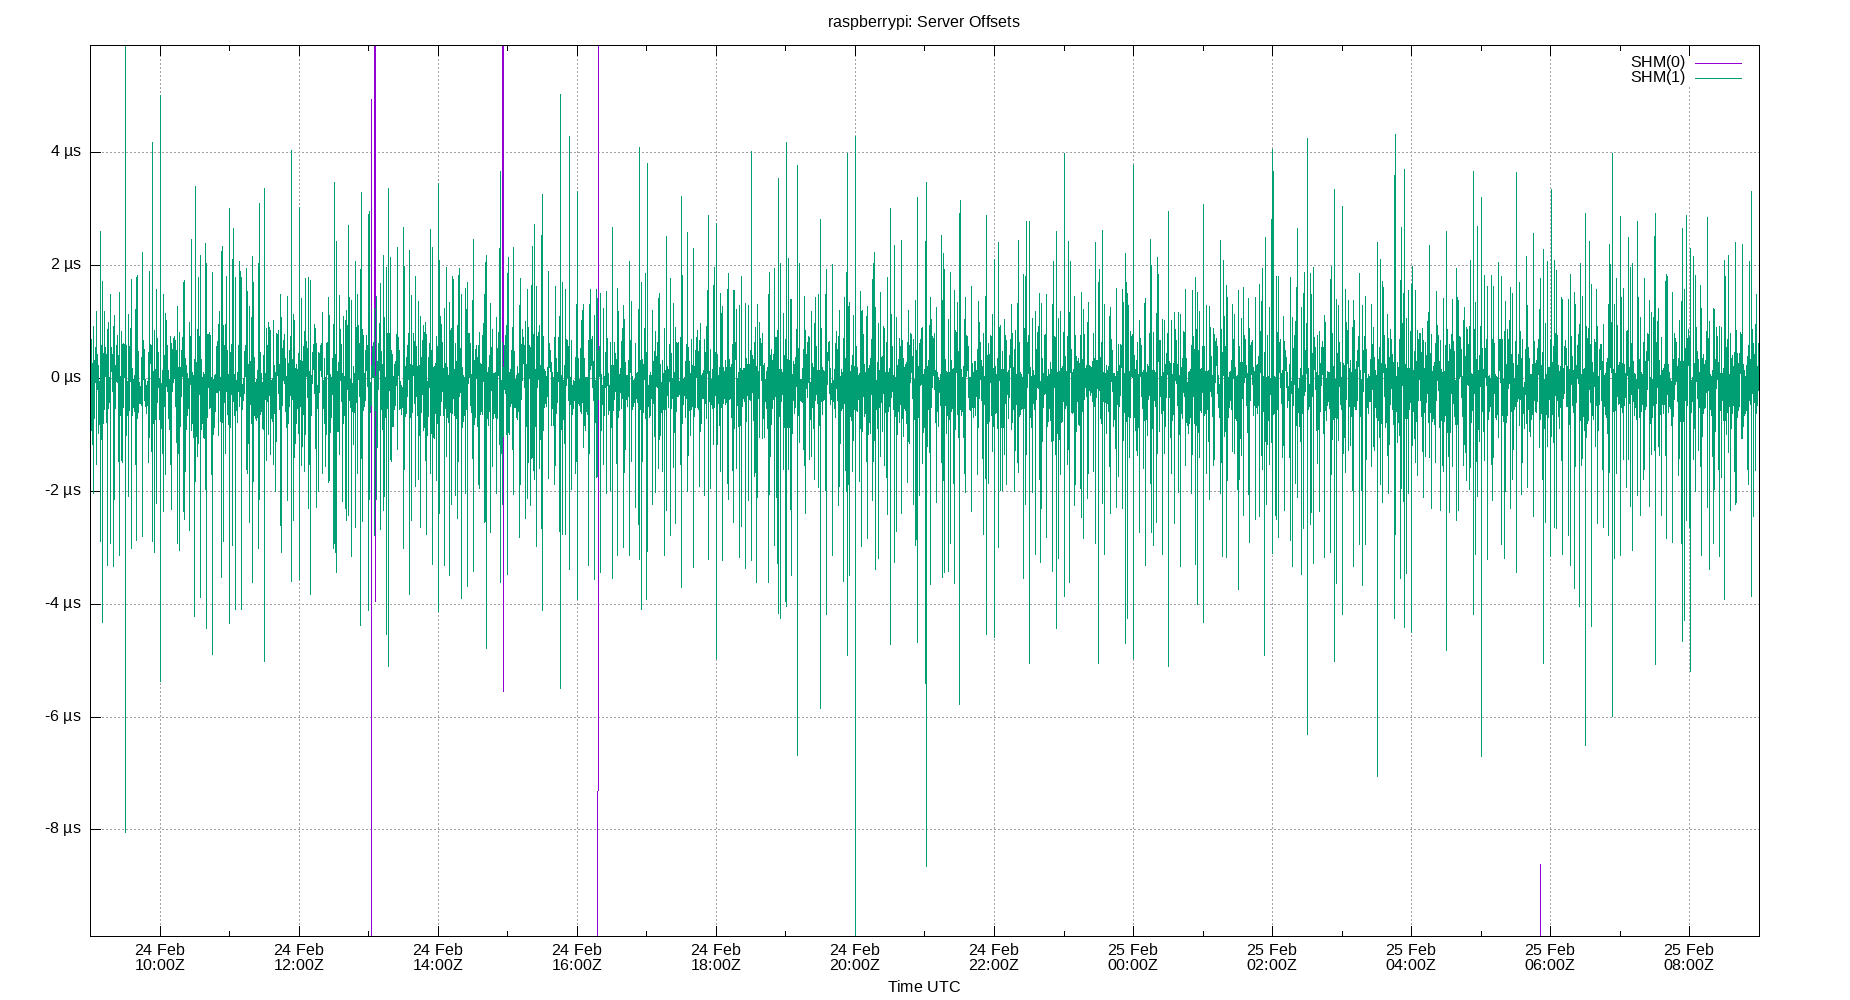 raspberrypi: Server Offsets
SHM(0)
SHM(1)
4 µs
2 µs
0 µs
-2 µs
-4 µs
-6 µs
-8 µs
24 Feb 24 Feb 24 Feb 24 Feb 24 Feb 24 Feb 24 Feb 25 Feb 25 Feb 25 Feb 25 Feb 25 Feb
10:00Z 12:00Z 14:00Z 16:00Z 18:00Z 20:00Z 22:00Z 00:00Z 02:00Z 04:00Z 06:00Z 08:00Z
Time UTC